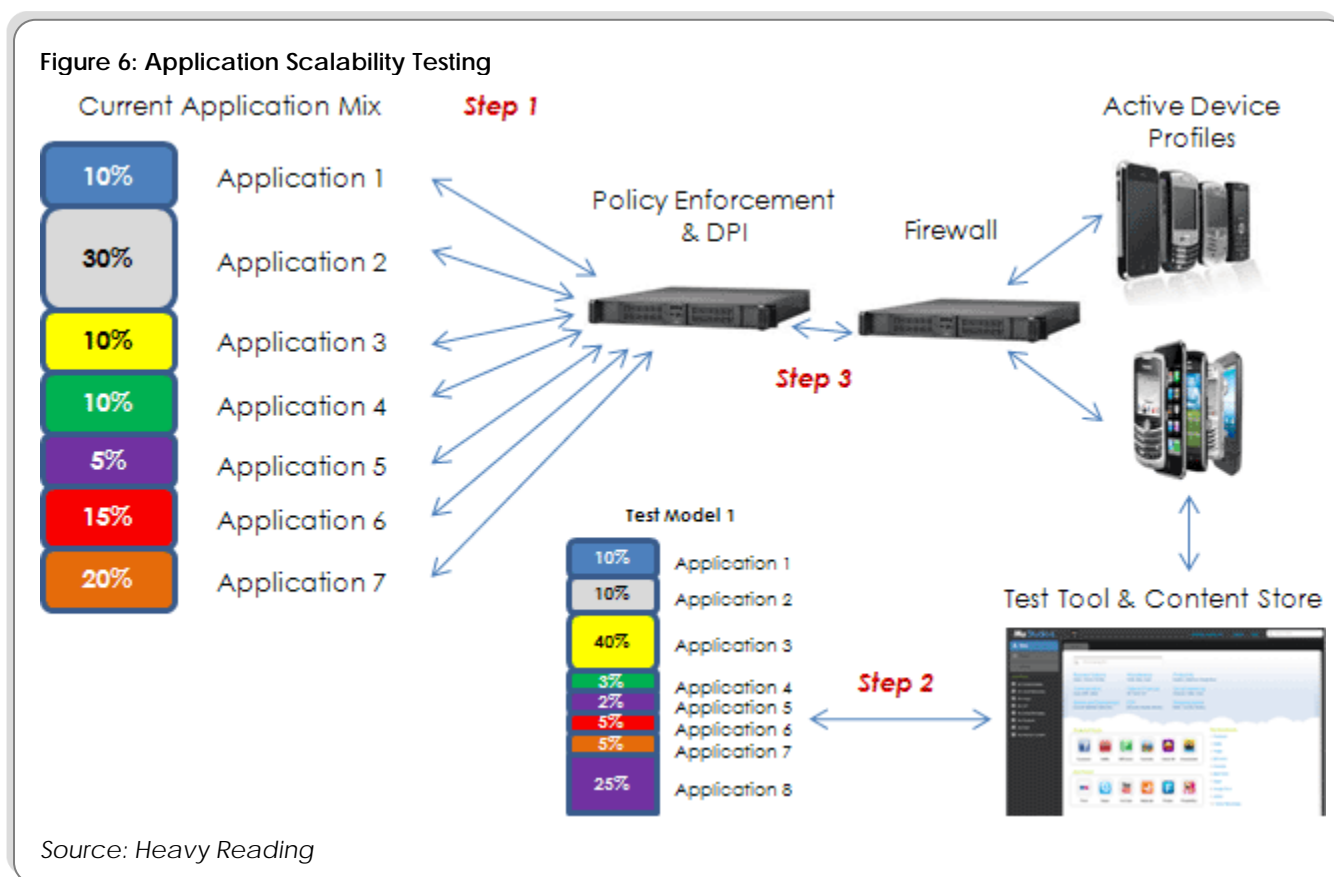 Figure 6: Application Scalability Testing
Current Application Mix
Step 1
10%
Application 1
30%
Application 2
10%
Application 3
10%
Application 4
5%
Application 5
15%
Application 6
20%
Application 7
Policy Enforcement
& DPI
Firewall
Step 3
Active Device
Profiles
Test Model 1
10%
Application 1
10%
Application 2
40%
Application 3
3%
Application 4
2%
Application 5
5%
Application 6
5%
Application 7
25%
Application 8
Step 2
Test Tool & Content Store
Source: Heavy Reading